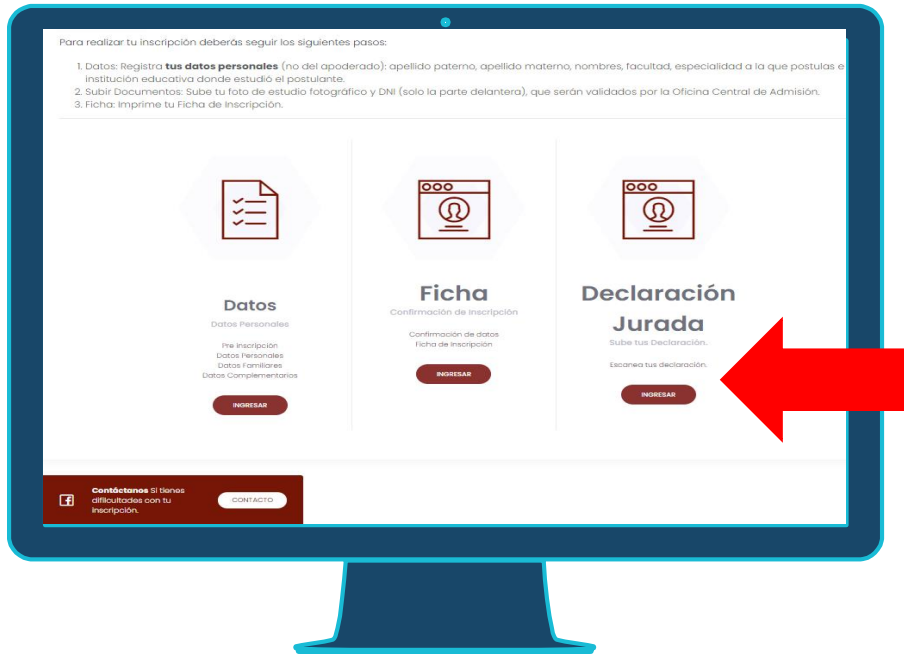 Para realizar tu inscripción deberás seguir los siguientes pasos:
1. Datos: Registra tus datos personales (no del apoderado): apellido paterno, apellido materno, nombres, facultad, especialidad a la que postulas e
institución educativa donde estudió el postulante.
2. Subir Documentos: Sube tu foto de estudio fotográfico y DNI (solo la parte delantera), que serán validados por la Oficina Central de Admisión.
3. Ficha: Imprime tu Ficha de Inscripción.
Datos
Datos Personales
Pre Inscripción
Datos Personales
Datos Familiares
Datos Complementarios
INGRESAR
Ficha
Confirmación de Inscripción
Confirmación de datos
Ficha de Inscripción
INGRESAR
Declaración
Jurada
Sube tus Declaración.
Escanea tus declaración.
INGRESAR
Contáctanos Si tienes
dificultades con tu
inscripción.
CONTACTO